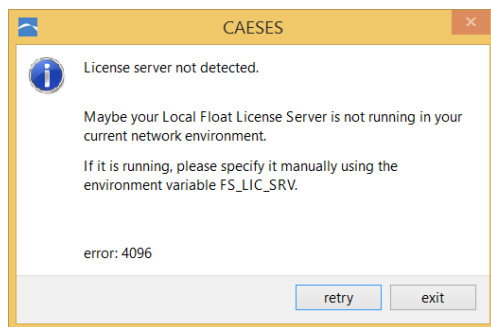 CAESES
License server not detected.
Maybe your Local Float License Server is not running in your
current network environment.
If it is running, please specify it manually using the
environment variable FS_LIC_SRV.
error: 4096
retry exit